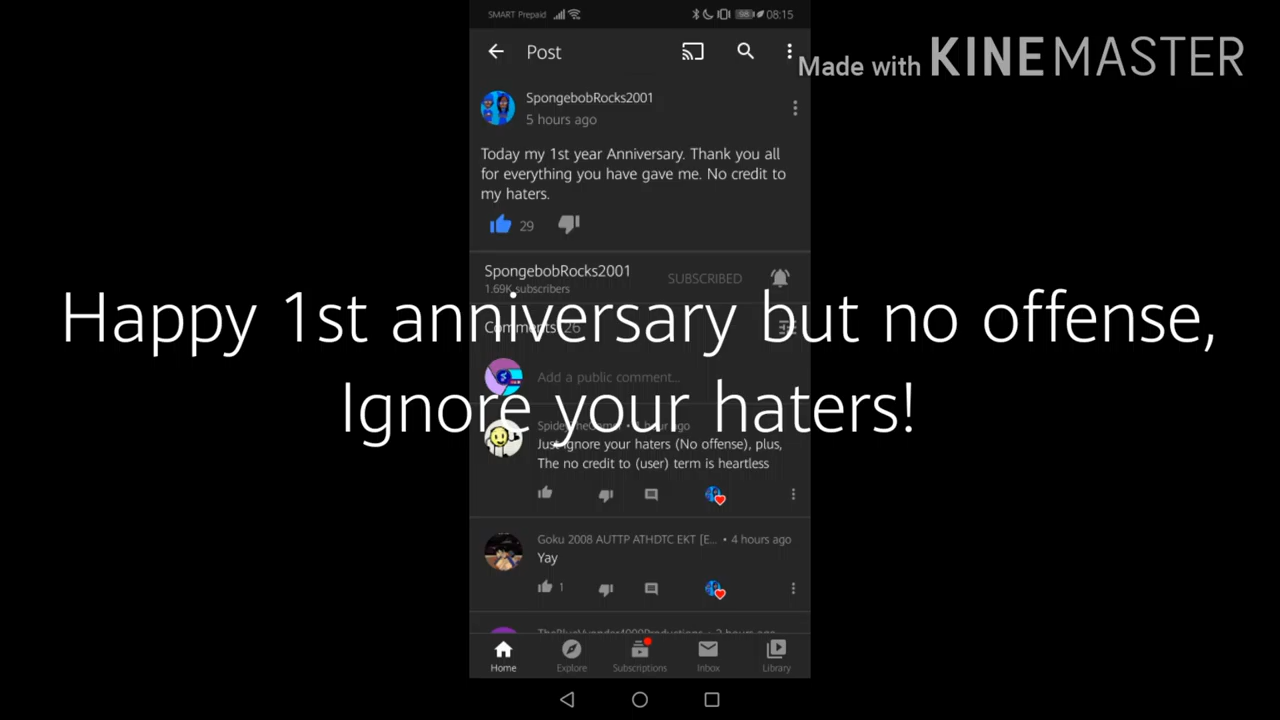 SMART Prepaid
98
08:15
Post
Made with KINEMASTER
SpongebobRocks2001
5 hours ago
Today my 1st year Anniversary. Thank you all
for everything you have gave me. No credit to
my haters.
29
SpongebobRocks2001
SUBSCRIBED
1.69K subscribers
Happy 1st anniversary but no offense,
Comments 26
Add a public comment...
Ignore your haters!
hour ago
Just ignore your haters (No offense), plus,
The no credit to (user) term is heartless
Goku 2008 AUTTP ATHDTC EKT [E... • 4 hours ago
Yay
1
Home
Explore
Subscriptions
Inbox
Library